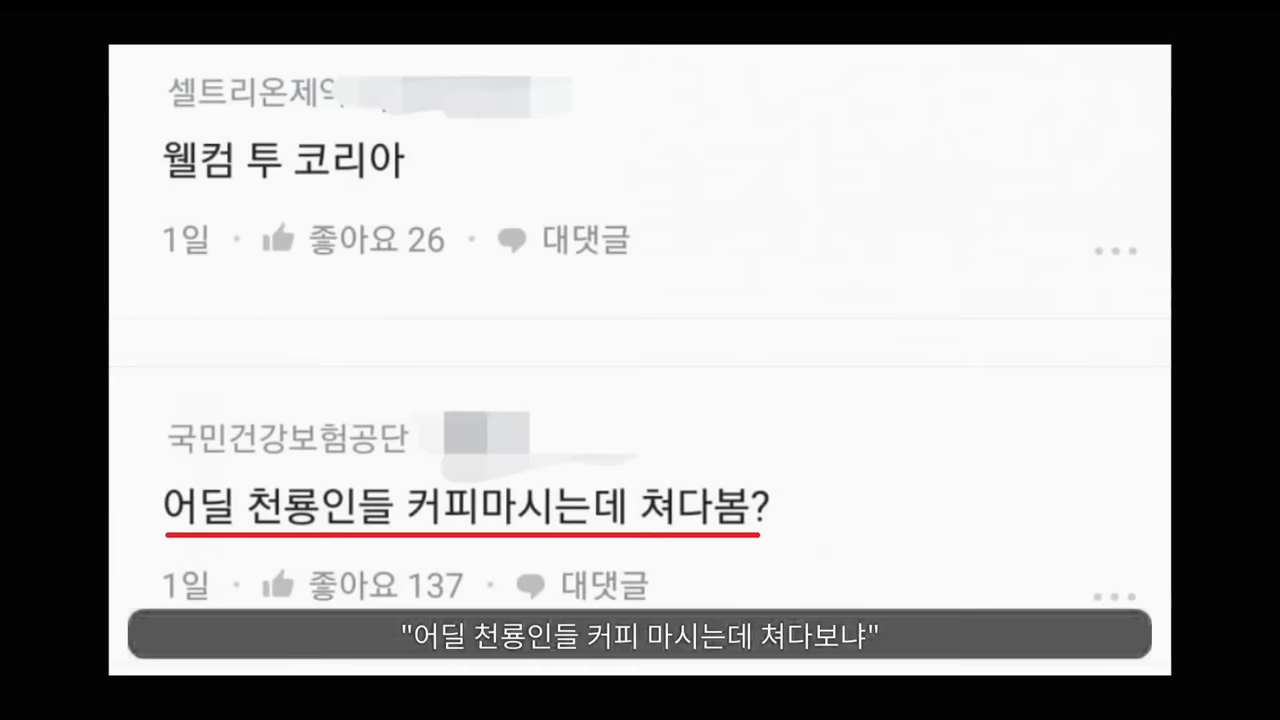 셀트리온제약
웰컴 투 코리아
1일 · 좋아요 26 · 대댓글
국민건강보험공단
어딜 천룡인들 커피마시는데 쳐다봄?
1일 · 좋아요 137 · 대댓글
"어딜 천룡인들 커피 마시는데 쳐다보냐"